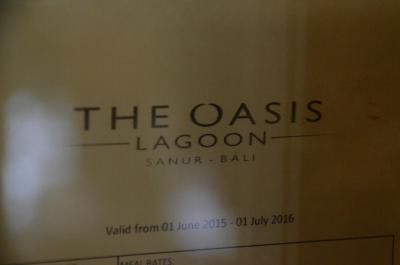 THE OASIS
LAGOON
SANUR - BALI
Valid from 01 June 2015 - 01 July 2016
MEAL RATES: